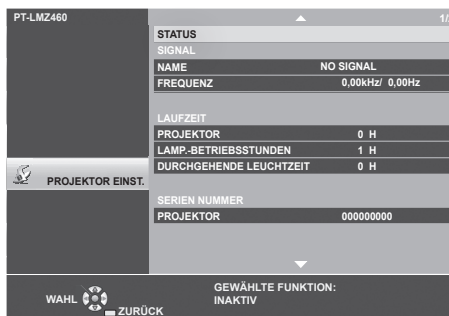 PT-LMZ460
1/
STATUS
SIGNAL
NAME NO SIGNAL
FREQUENZ 0,00kHz/ 0,00Hz
LAUFZEIT
PROJEKTOR 0 H
LAMP.-BETRIEBSSTUNDEN 1 H
DURCHGEHENDE LEUCHTZEIT 0 H
PROJEKTOR EINST.
SERIEN NUMMER
PROJEKTOR 000000000
WAHL
ZURÜCK
GEWÄHLTE FUNKTION:
INAKTIV